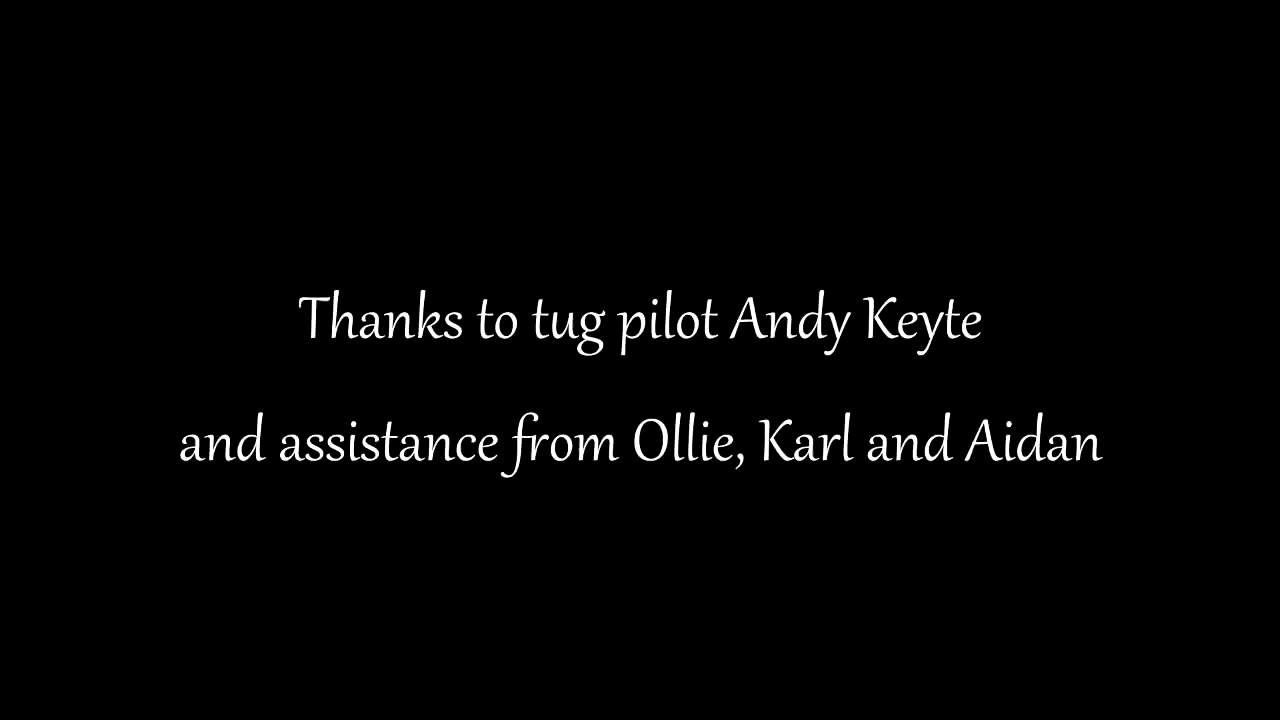 Thanks to tug pilot Andy Keyte
and assistance from Ollie, Karl and Aidan